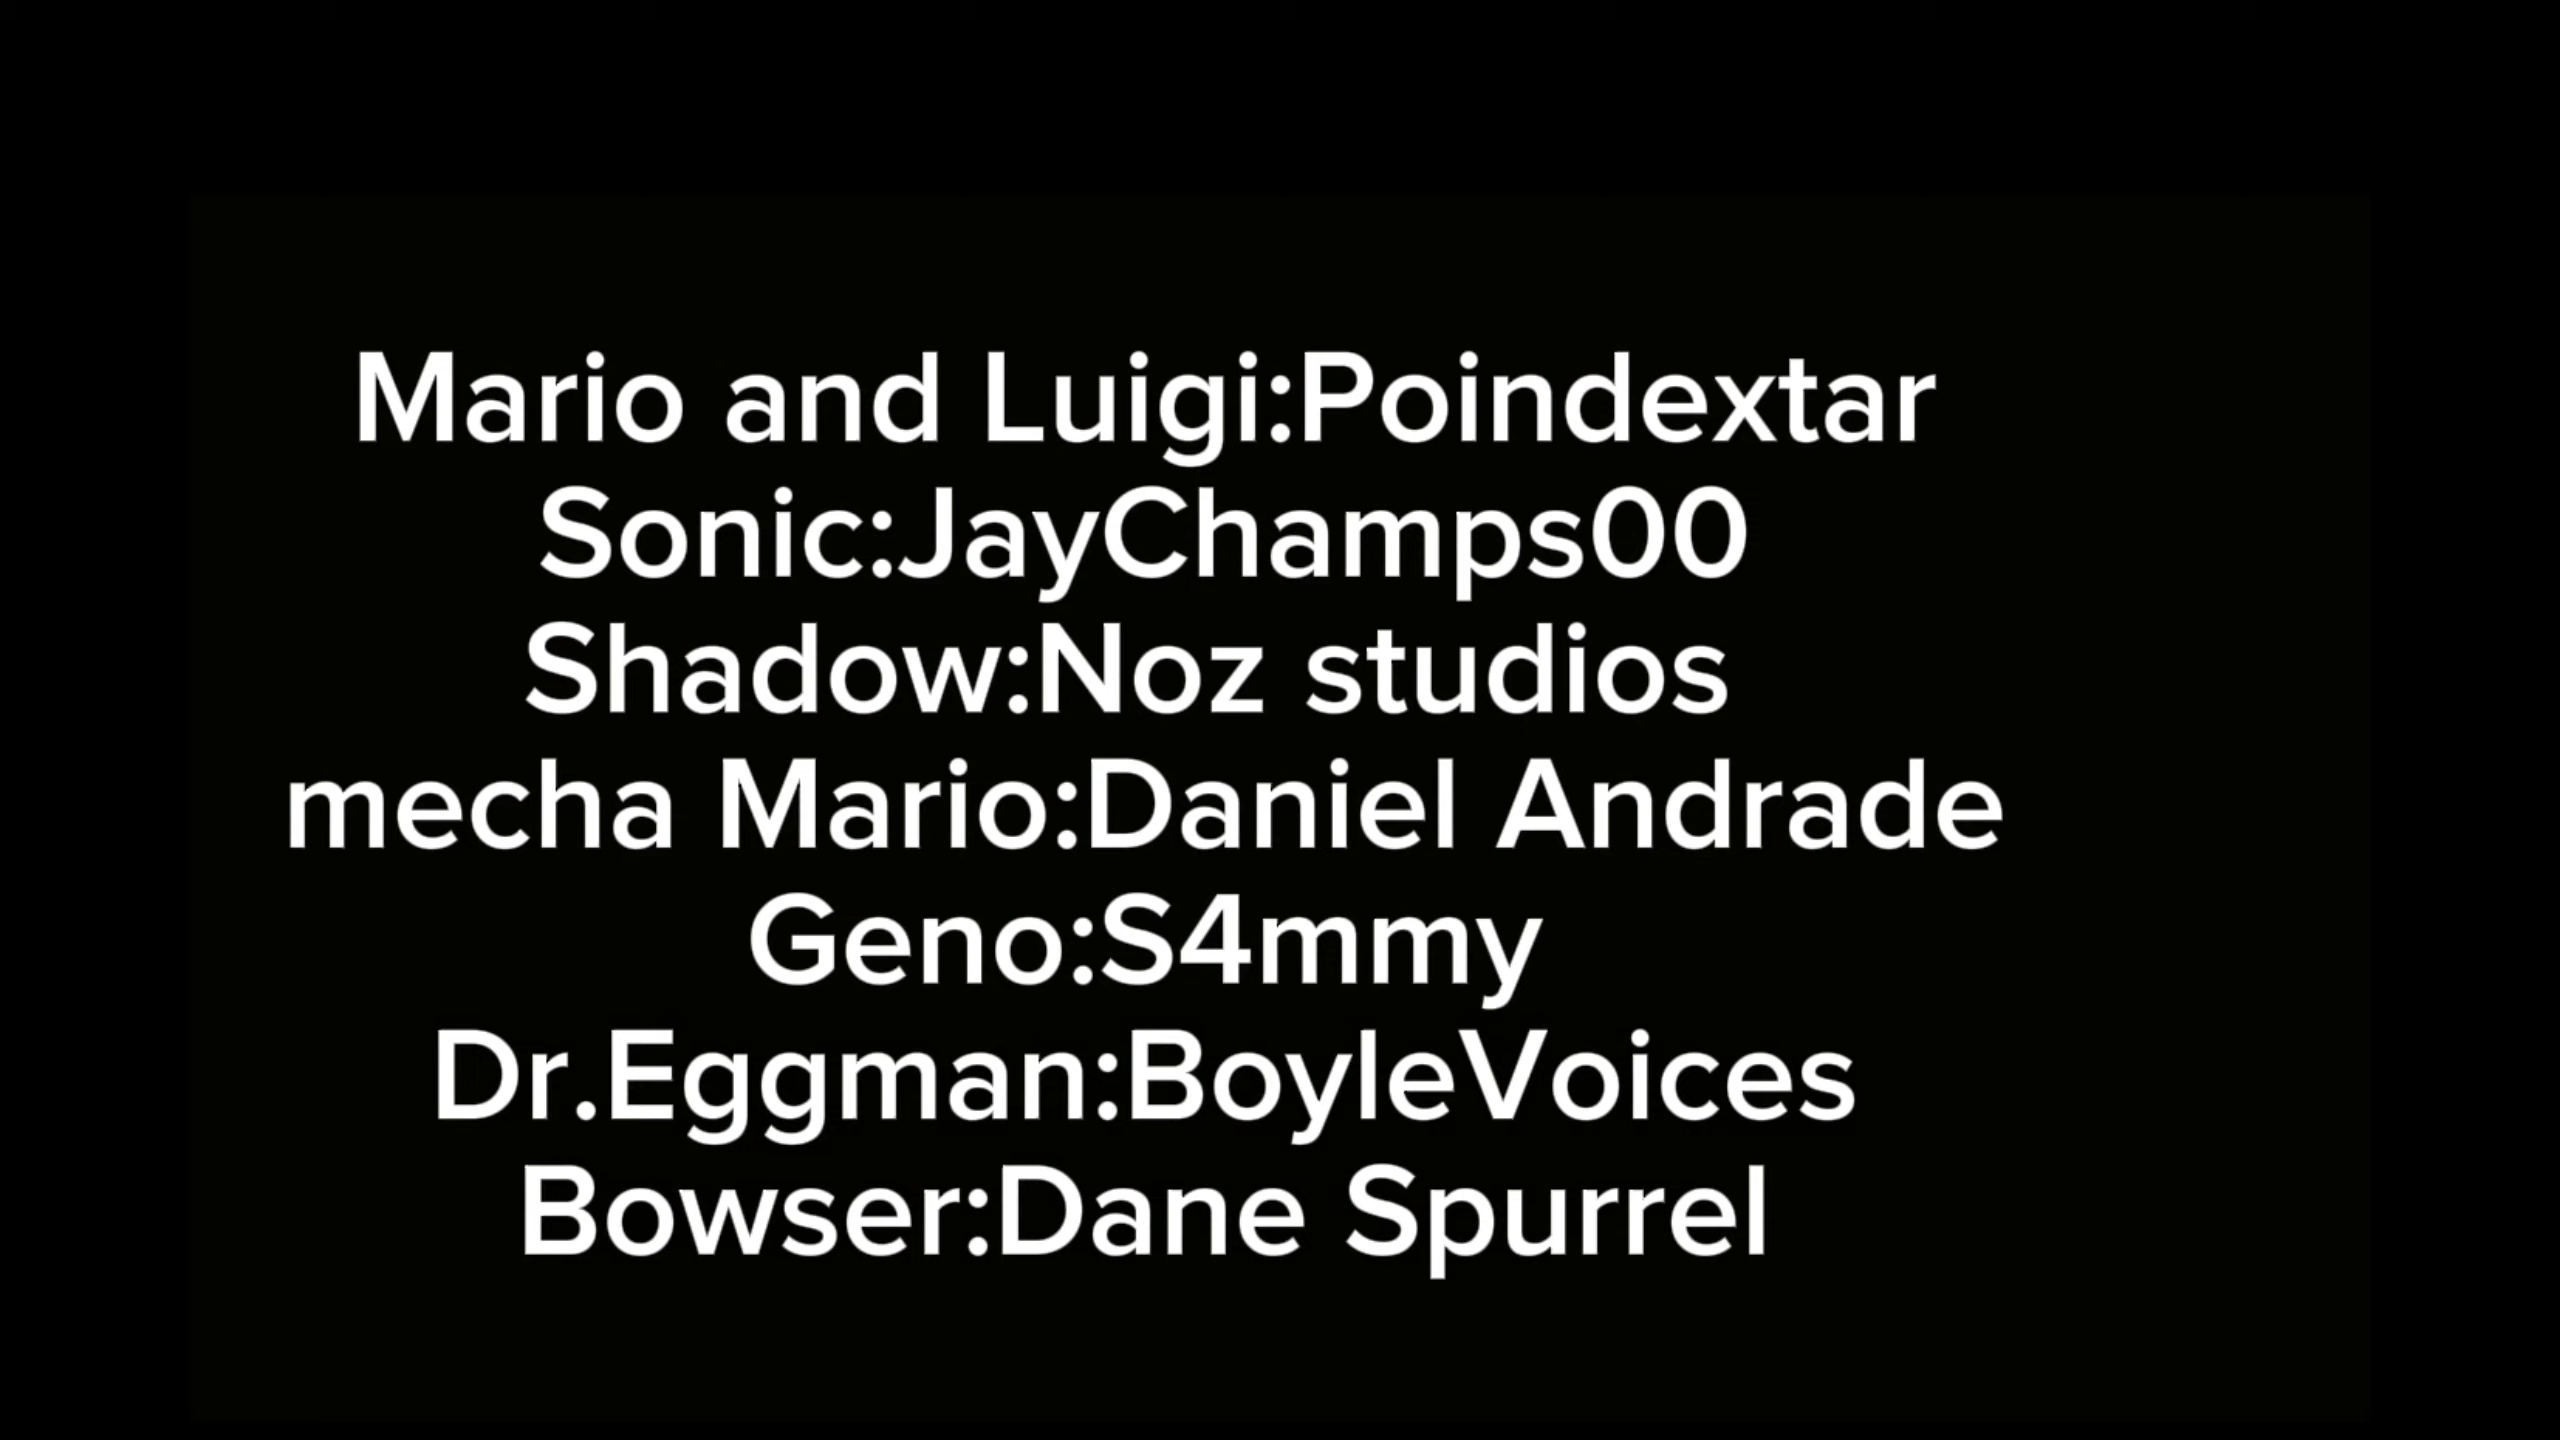 Mario and Luigi:Poindextar
Sonic:JayChamps00
Shadow:Noz studios
mecha Mario:Daniel Andrade
Geno:S4mmy
Dr.Eggman:BoyleVoices
Bowser:Dane Spurrel